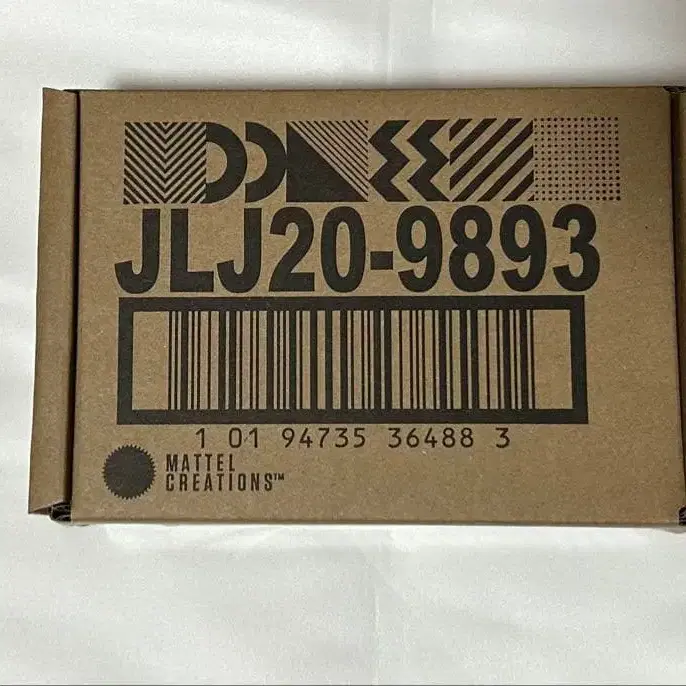 JLJ20-9893
1 01 94735 36488 3
MATTEL
CREATIONS™